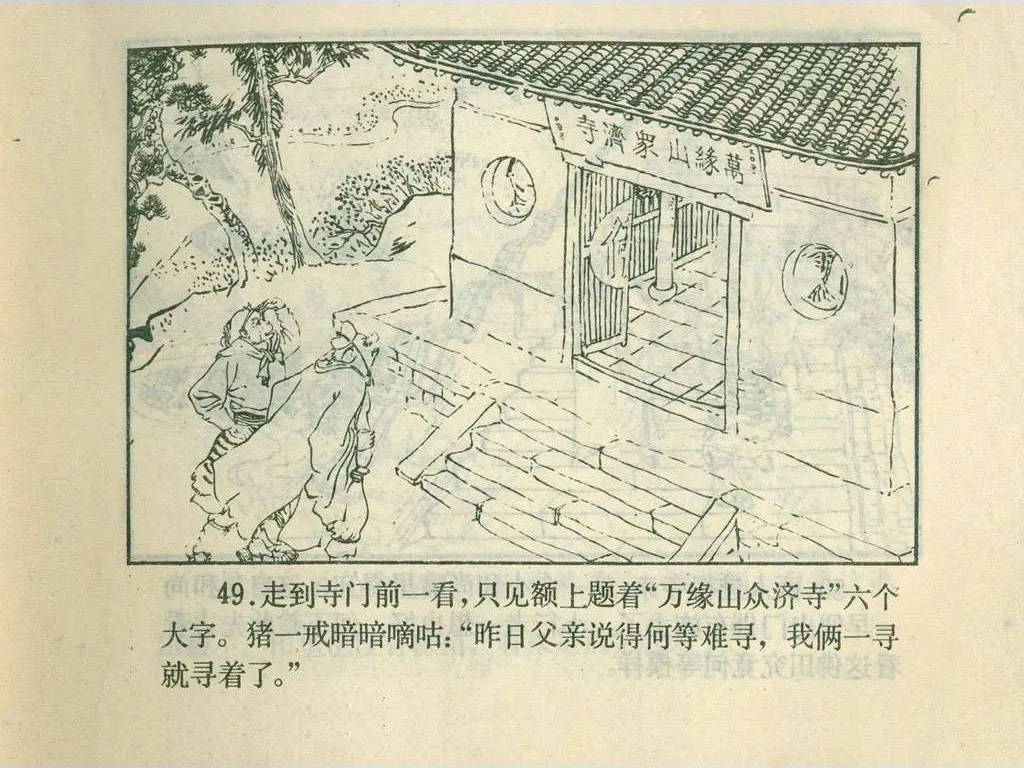 萬緣山眾濟寺
49.走到寺门前一看，只见额上题着“万缘山众济寺”六个
大字。猪一戒暗暗嘀咕：“昨日父亲说得何等难寻，我俩一寻
就寻着了。”